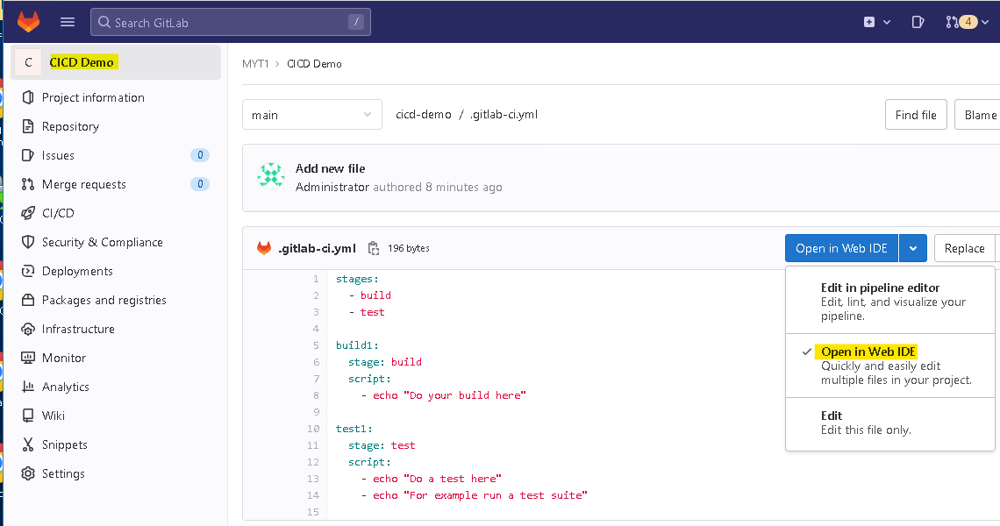 Search GitLab /
4
C CICD Demo
Project information
Repository
Issues 0
Merge requests 0
CI/CD
Security & Compliance
Deployments
Packages and registries
Infrastructure
Monitor
Analytics
Wiki
Snippets
Settings
MYT1 > CICD Demo
main
cicd-demo / .gitlab-ci.yml
Find file
Blame
Add new file
Administrator authored 8 minutes ago
.gitlab-ci.yml 196 bytes
Open in Web IDE
Replace
1 stages:
2 - build
3 - test
4
5 build1:
6 stage: build
7 script:
8 - echo "Do your build here"
9
10 test1:
11 stage: test
12 script:
13 - echo "Do a test here"
14 - echo "For example run a test suite"
15
Edit in pipeline editor
Edit, lint, and visualize your
pipeline.
Open in Web IDE
Quickly and easily edit
multiple files in your project.
Edit
Edit this file only.